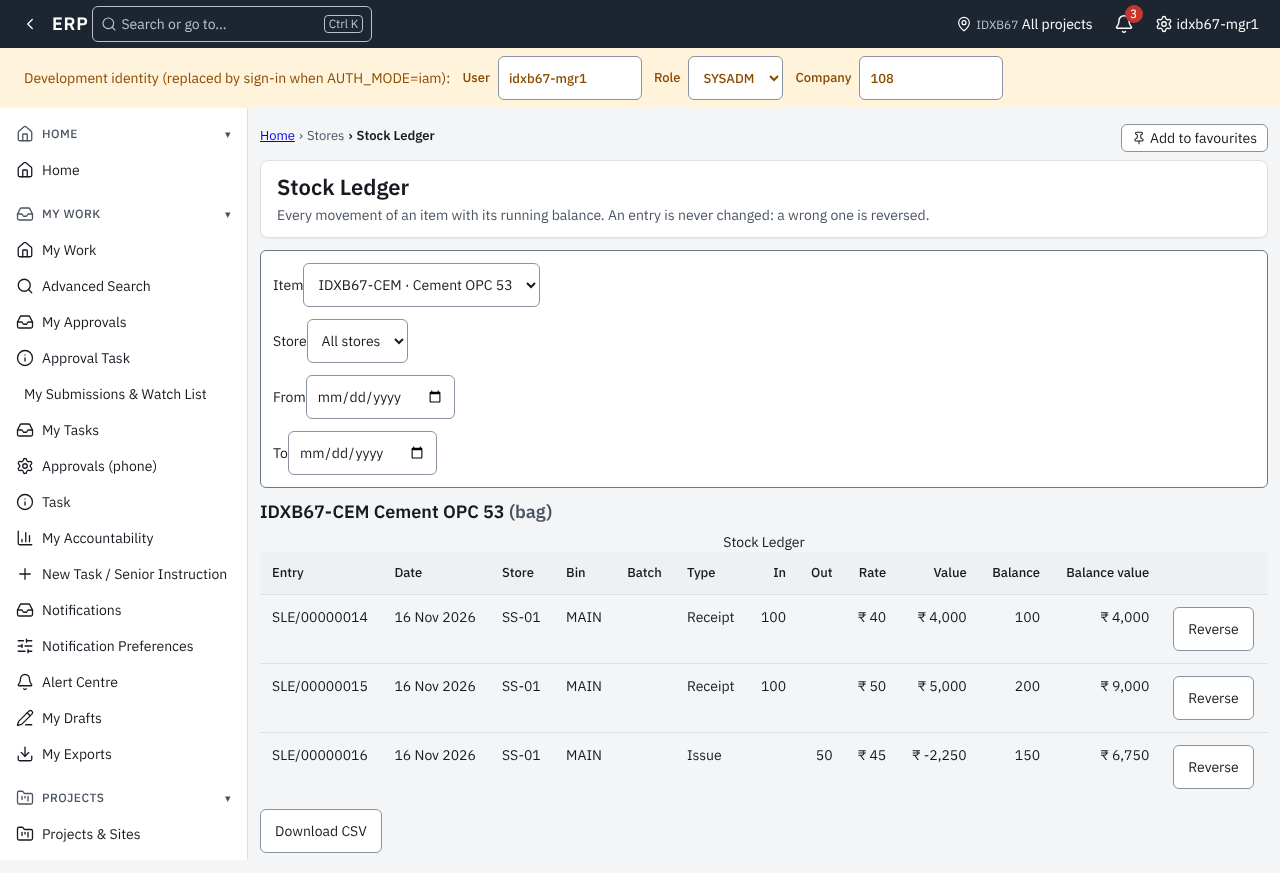 ERP
Search or go to...
Ctrl K
IDXB67 All projects
3
idxb67-mgr1
Development identity (replaced by sign-in when AUTH_MODE=iam):
User
idxb67-mgr1
Role
SYSADM
Company
108
HOME
Home
MY WORK
My Work
Advanced Search
My Approvals
Approval Task
My Submissions & Watch List
My Tasks
Approvals (phone)
Task
My Accountability
New Task / Senior Instruction
Notifications
Notification Preferences
Alert Centre
My Drafts
My Exports
PROJECTS
Projects & Sites
Home › Stores › Stock Ledger
Add to favourites
Stock Ledger
Every movement of an item with its running balance. An entry is never changed: a wrong one is reversed.
Item IDXB67-CEM · Cement OPC 53
Store All stores
From mm/dd/yyyy
To mm/dd/yyyy
IDXB67-CEM Cement OPC 53 (bag)
Stock Ledger
Entry Date Store Bin Batch Type In Out Rate Value Balance Balance value
SLE/00000014 16 Nov 2026 SS-01 MAIN Receipt 100 ₹ 40 ₹ 4,000 100 ₹ 4,000 Reverse
SLE/00000015 16 Nov 2026 SS-01 MAIN Receipt 100 ₹ 50 ₹ 5,000 200 ₹ 9,000 Reverse
SLE/00000016 16 Nov 2026 SS-01 MAIN Issue 50 ₹ 45 ₹ -2,250 150 ₹ 6,750 Reverse
Download CSV